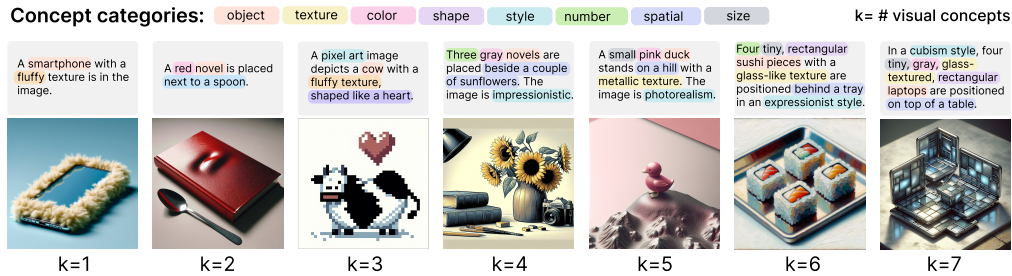 Concept categories: object texture color shape style number spatial size k= # visual concepts
A smartphone with a
fluffy texture is in the
image.
A red novel is placed
next to a spoon.
A pixel art image
depicts a cow with a
fluffy texture,
shaped like a heart.
Three gray novels are
placed beside a couple
of sunflowers. The
image is impressionistic.
A small pink duck
stands on a hill with a
metallic texture. The
image is photorealism.
Four tiny, rectangular
sushi pieces with a
glass-like texture are
positioned behind a tray
in an expressionist style.
In a cubism style, four
tiny, gray, glass-
textured, rectangular
laptops are positioned
on top of a table.
k=1 k=2 k=3 k=4 k=5 k=6 k=7